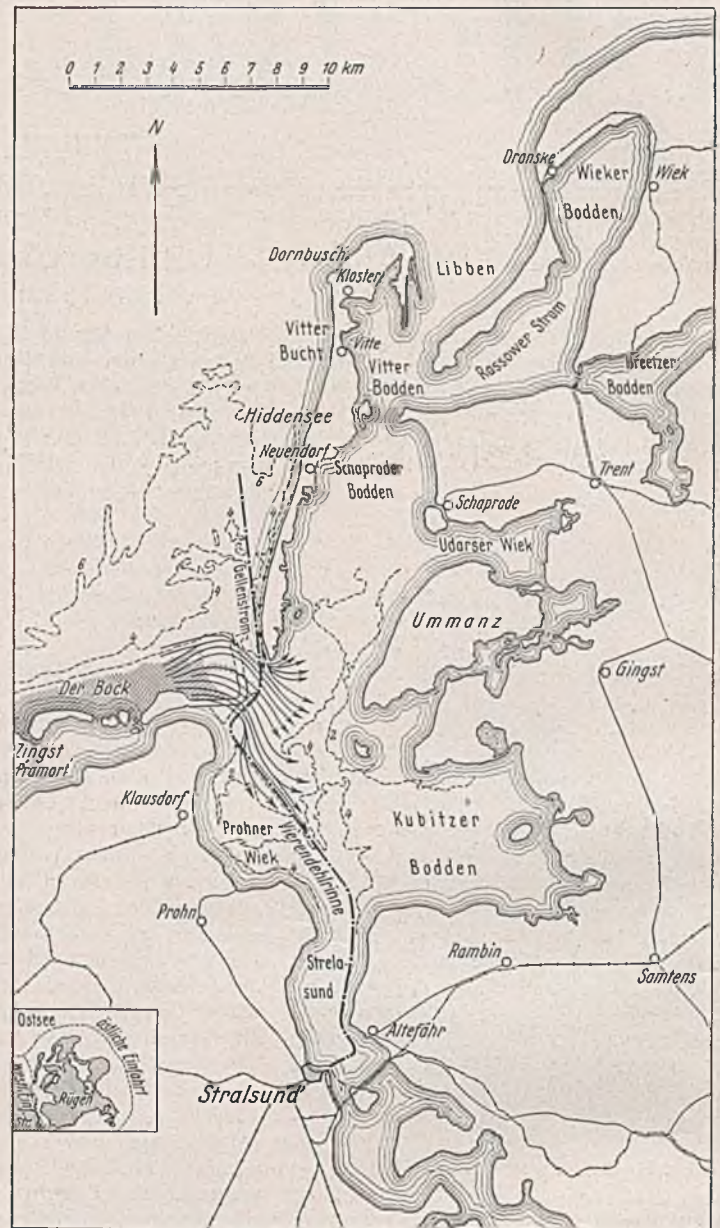 0 1 2 3 4 5 6 7 8 9 10 km
N
Dranske
Wieker
Bodden
Wiek
Dornbusch
Kloster
Libben
Vitter
Bucht
Vitte
Vitter
Bodden
Rassower Strom
Breetzer
Bodden
Hiddensee
Neuendorf
Schaproder
Bodden
Trent
Schaprode
Udarser Wiek
Gellenstrom
Ummanz
Der Bock
Gingst
Zingst
Pramort
Klausdorf
Prohner
Wiek
Vierendehlrinne
Kubitzer
Bodden
Prohn
Strela-
sund
Rambin
Samtens
Altefähr
Stralsund
Ostsee
östliche Einfahrt
Rügen
6
6